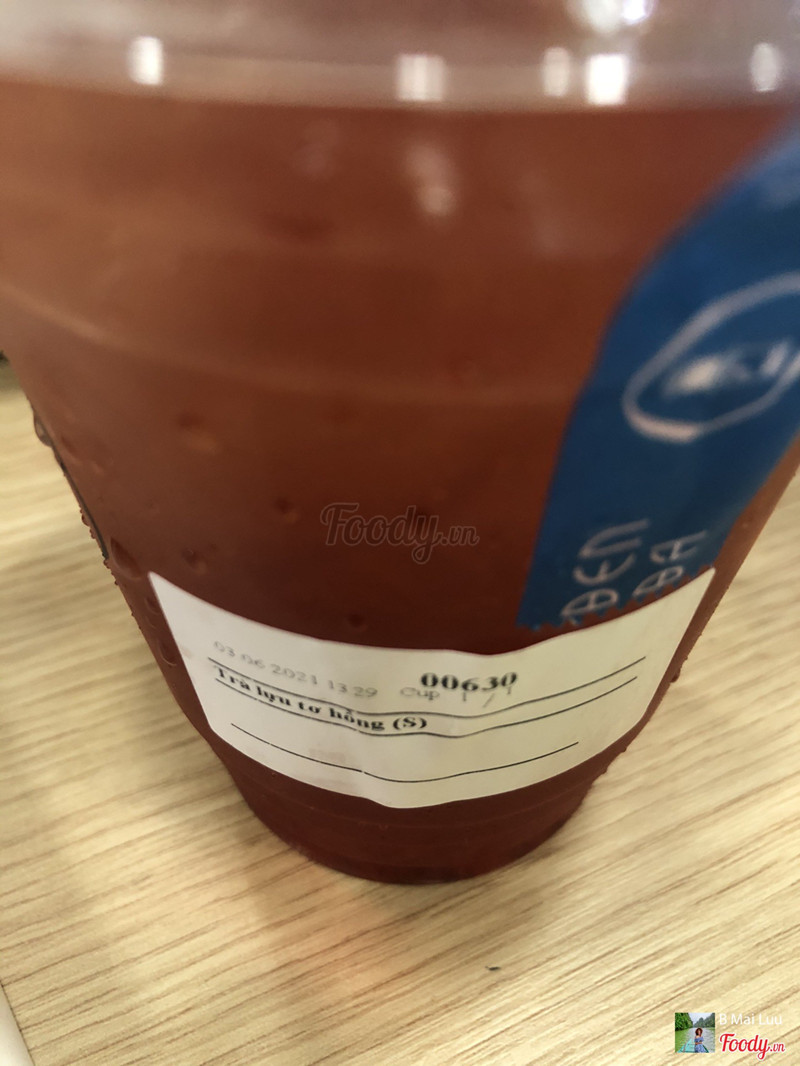 Foody.vn
03 06 2021 13 29 Cup 1/1 00630
Trà lựu tơ hồng (S)
B Mai Luu
Foody.vn